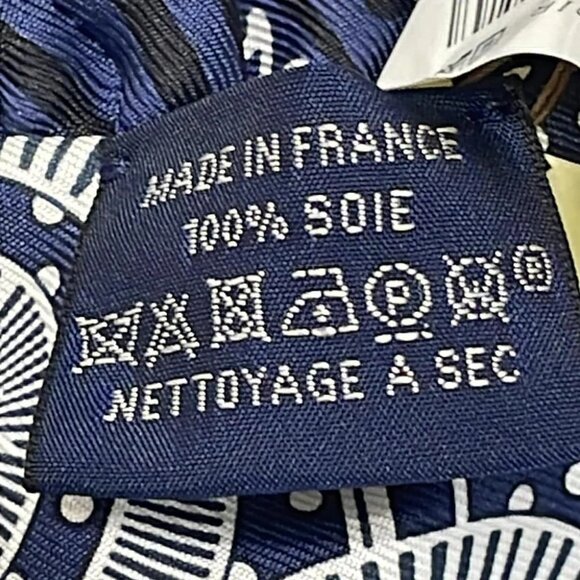 MADE IN FRANCE
100% SOIE
P W ®
NETTOYAGE A SEC